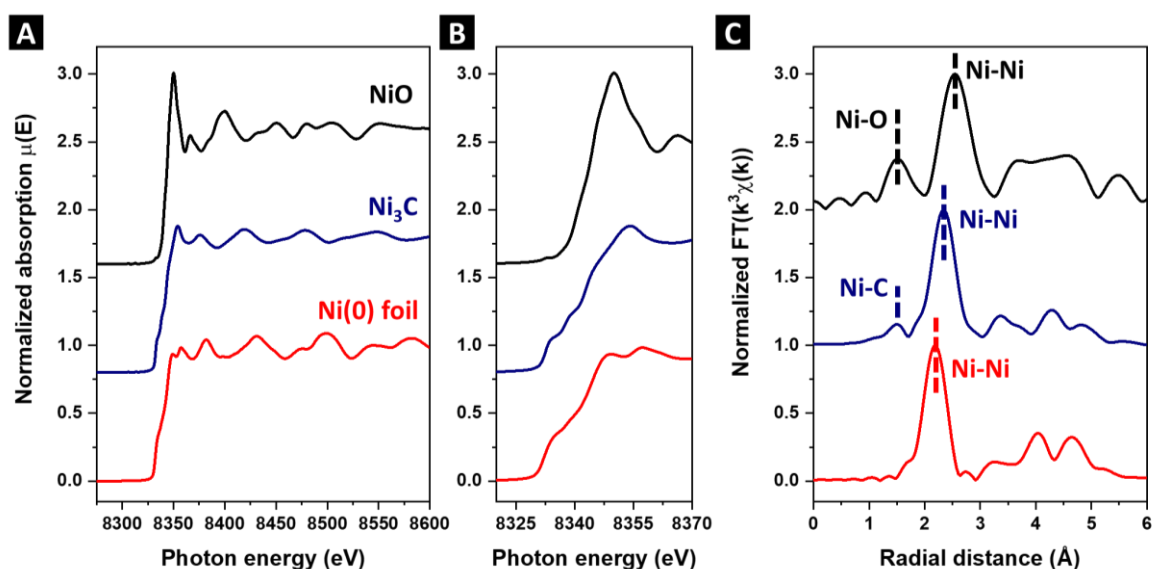 A
Normalized absorption μ(E)
3.0
2.5
2.0
1.5
1.0
0.5
0.0
NiO
Ni₃C
Ni(0) foil
8300 8350 8400 8450 8500 8550 8600
Photon energy (eV)
B
3.0
2.5
2.0
1.5
1.0
0.5
0.0
8325 8340 8355 8370
Photon energy (eV)
C
Normalized FT(k³χ(k))
3.0
2.5
2.0
1.5
1.0
0.5
0.0
Ni-Ni
Ni-O
Ni-Ni
Ni-C
Ni-Ni
0 1 2 3 4 5 6
Radial distance (Å)